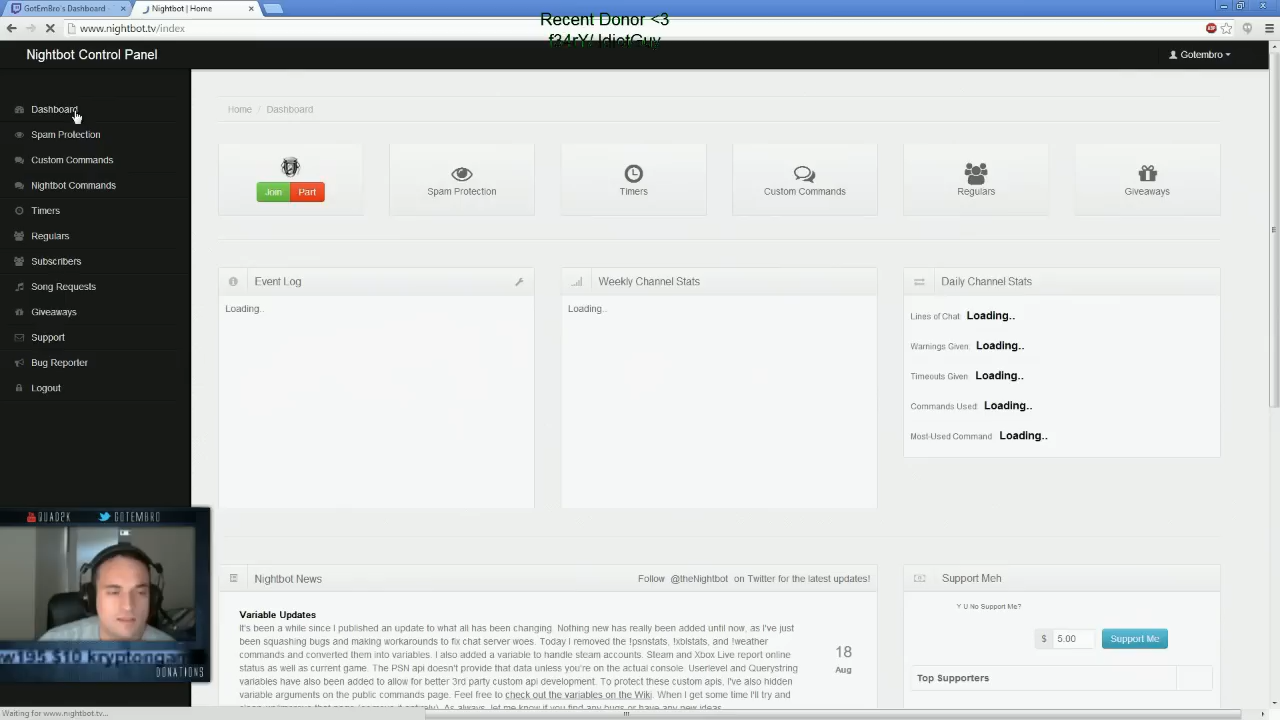 GotEmBro's Dashboard -
Nightbot | Home
Recent Donor <3
f34rY/ IdiotGuy
www.nightbot.tv/index
Nightbot Control Panel
Gotembro
Dashboard
Spam Protection
Custom Commands
Nightbot Commands
Timers
Regulars
Subscribers
Song Requests
Giveaways
Support
Bug Reporter
Logout
Home / Dashboard
Join Part
Spam Protection
Timers
Custom Commands
Regulars
Giveaways
Event Log
Loading..
Weekly Channel Stats
Loading..
Daily Channel Stats
Lines of Chat: Loading..
Warnings Given: Loading..
Timeouts Given Loading..
Commands Used: Loading..
Most-Used Command Loading..
Nightbot News
Follow @theNightbot on Twitter for the latest updates!
Variable Updates
It's been a while since I published an update to what all has been changing. Nothing new has really been added until now, as I've just
been squashing bugs and making workarounds to fix chat server woes. Today I removed the !psnstats, !xblstats, and !weather
commands and converted them into variables. I also added a variable to handle steam accounts. Steam and Xbox Live report online
status as well as current game. The PSN api doesn't provide that data unless you're on the actual console. Userlevel and Querystring
variables have also been added to allow for better 3rd party custom api development. To protect these custom apis, I've also hidden
variable arguments on the public commands page. Feel free to check out the variables on the Wiki. When I get some time I'll try and
18
Aug
Support Meh
Y U No Support Me?
$ 5.00 Support Me
Top Supporters
QUAD2K GOTEMBRO
w195 $10 kryptongam
DONATIONS
Waiting for www.nightbot.tv...